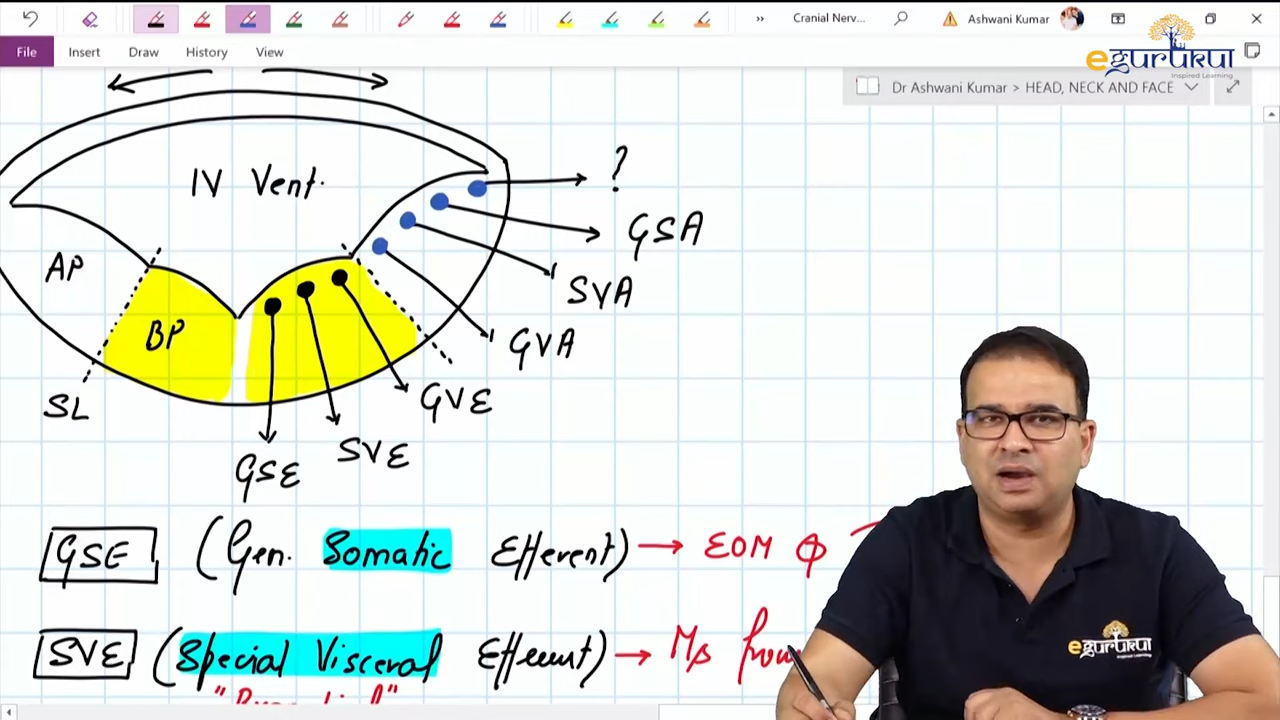 Cranial Nerv...
Ashwani Kumar
egurukul
Inspired Learning
File Insert Draw History View
Dr Ashwani Kumar > HEAD, NECK AND FACE
IV Vent.
?
GSA
SVA
GVA
GVE
SVE
GSE
AP
BP
SL
GSE (Gen. Somatic Efferent) → EOM
SVE (Special Visceral Efferent) → Ms from
egurukul
Inspired Learning